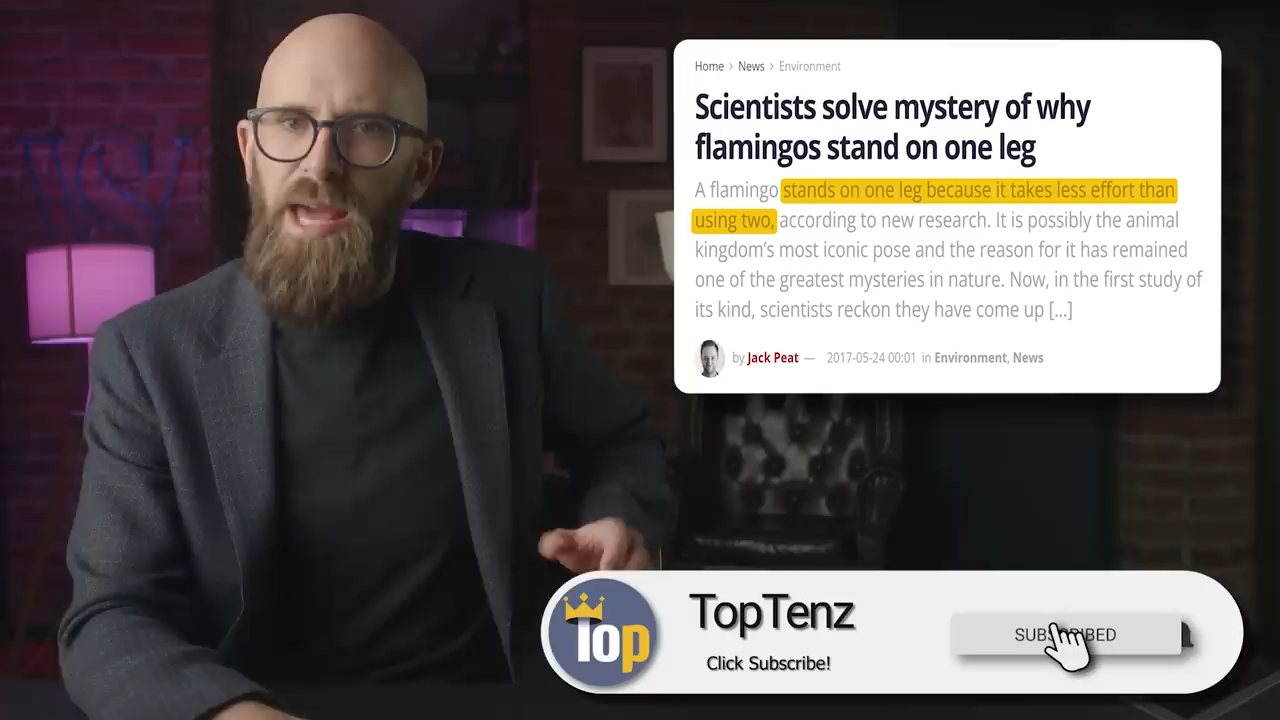 Home > News > Environment
Scientists solve mystery of why
flamingos stand on one leg
A flamingo stands on one leg because it takes less effort than
using two, according to new research. It is possibly the animal
kingdom's most iconic pose and the reason for it has remained
one of the greatest mysteries in nature. Now, in the first study of
its kind, scientists reckon they have come up [...]
by Jack Peat — 2017-05-24 00:01 in Environment, News
Top
TopTenz
Click Subscribe!
SUBSCRIBED